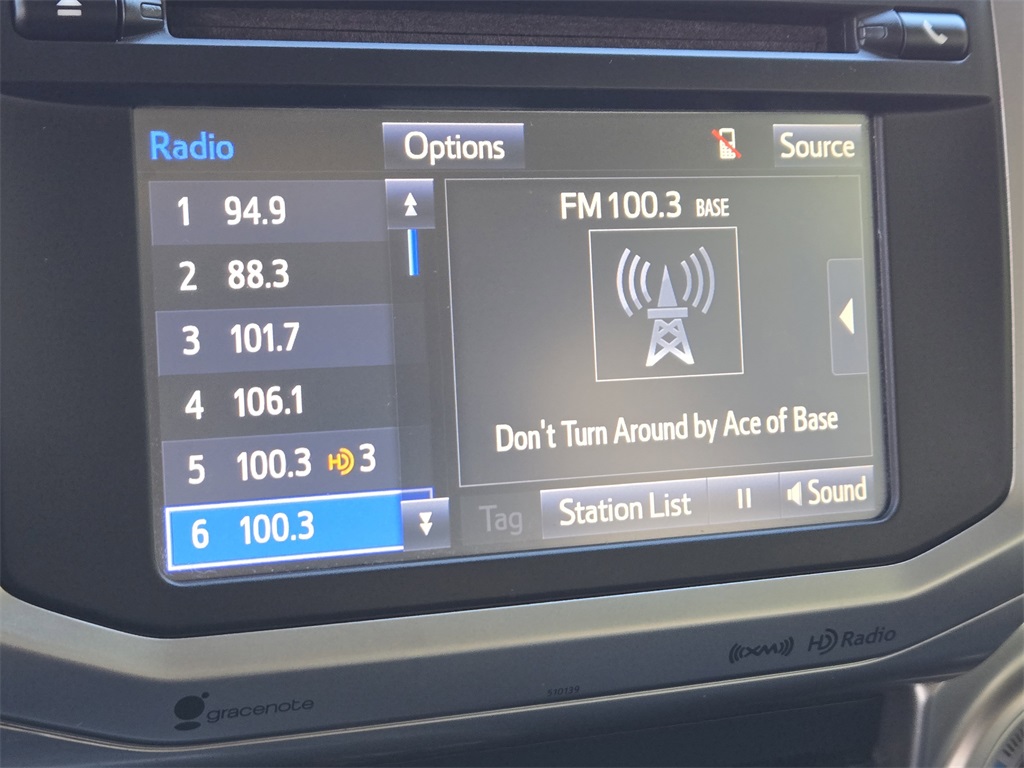 Radio
Options
Source
1 94.9
2 88.3
3 101.7
4 106.1
5 100.3 HD 3
6 100.3
FM 100.3 BASE
Don't Turn Around by Ace of Base
Tag
Station List
Sound
((XM)) HD Radio
510139
gracenote